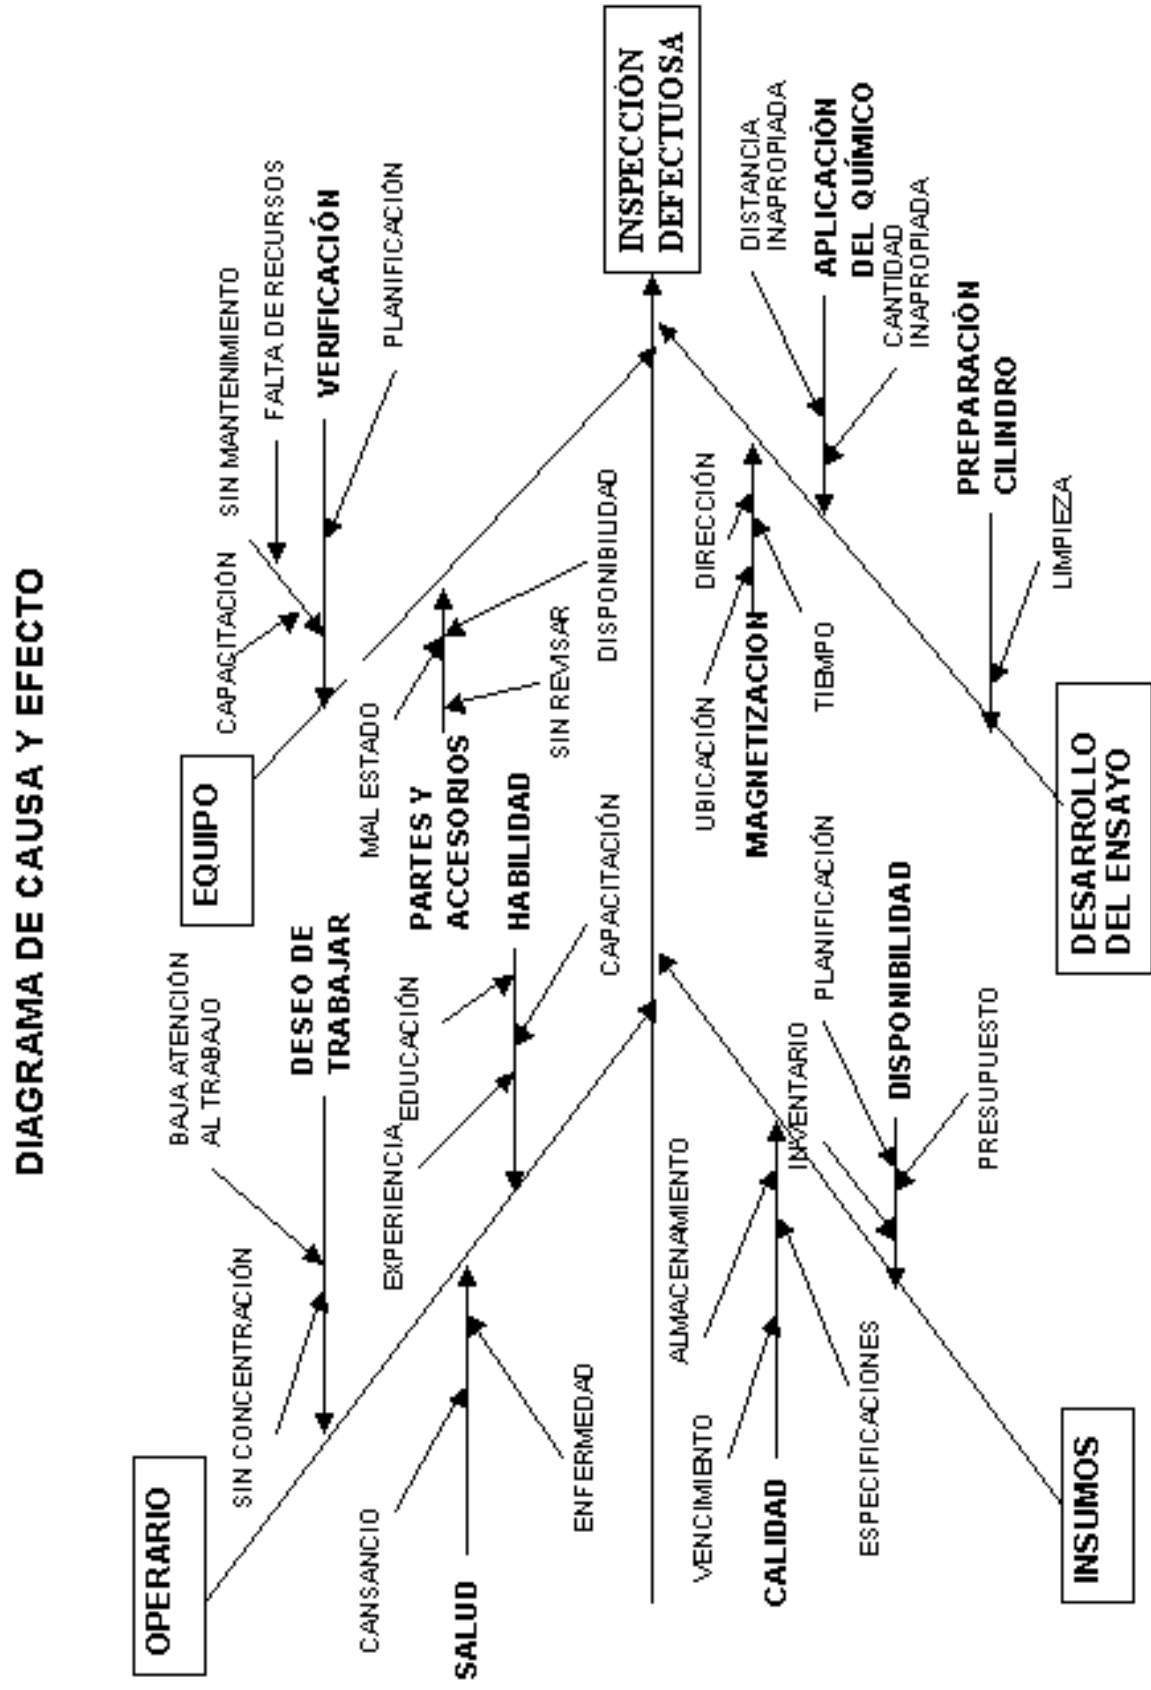 DIAGRAMA DE CAUSA Y EFECTO
OPERARIO
BAJA ATENCIÓN
AL TRABAJO
SIN CONCENTRACIÓN
DESEO DE
TRABAJAR
CANSANCIO
SALUD
ENFERMEDAD
EXPERIENCIA
EDUCACIÓN
HABILIDAD
CAPACITACIÓN
EQUIPO
CAPACITACIÓN
SIN MANTENIMIENTO
FALTA DE RECURSOS
VERIFICACIÓN
PLANIFICACIÓN
MAL ESTADO
PARTES Y
ACCESORIOS
SIN REVISAR
DISPONIBILIDAD
INSPECCIÓN
DEFECTUOSA
VENCIMIENTO
ALMACENAMIENTO
CALIDAD
ESPECIFICACIONES
INVENTARIO
PLANIFICACIÓN
DISPONIBILIDAD
PRESUPUESTO
INSUMOS
UBICACIÓN
DIRECCIÓN
MAGNETIZACION
TIEMPO
DISTANCIA
INAPROPIADA
APLICACIÓN
DEL QUÍMICO
CANTIDAD
INAPROPIADA
PREPARACIÓN
CILINDRO
LIMPIEZA
DESARROLLO
DEL ENSAYO